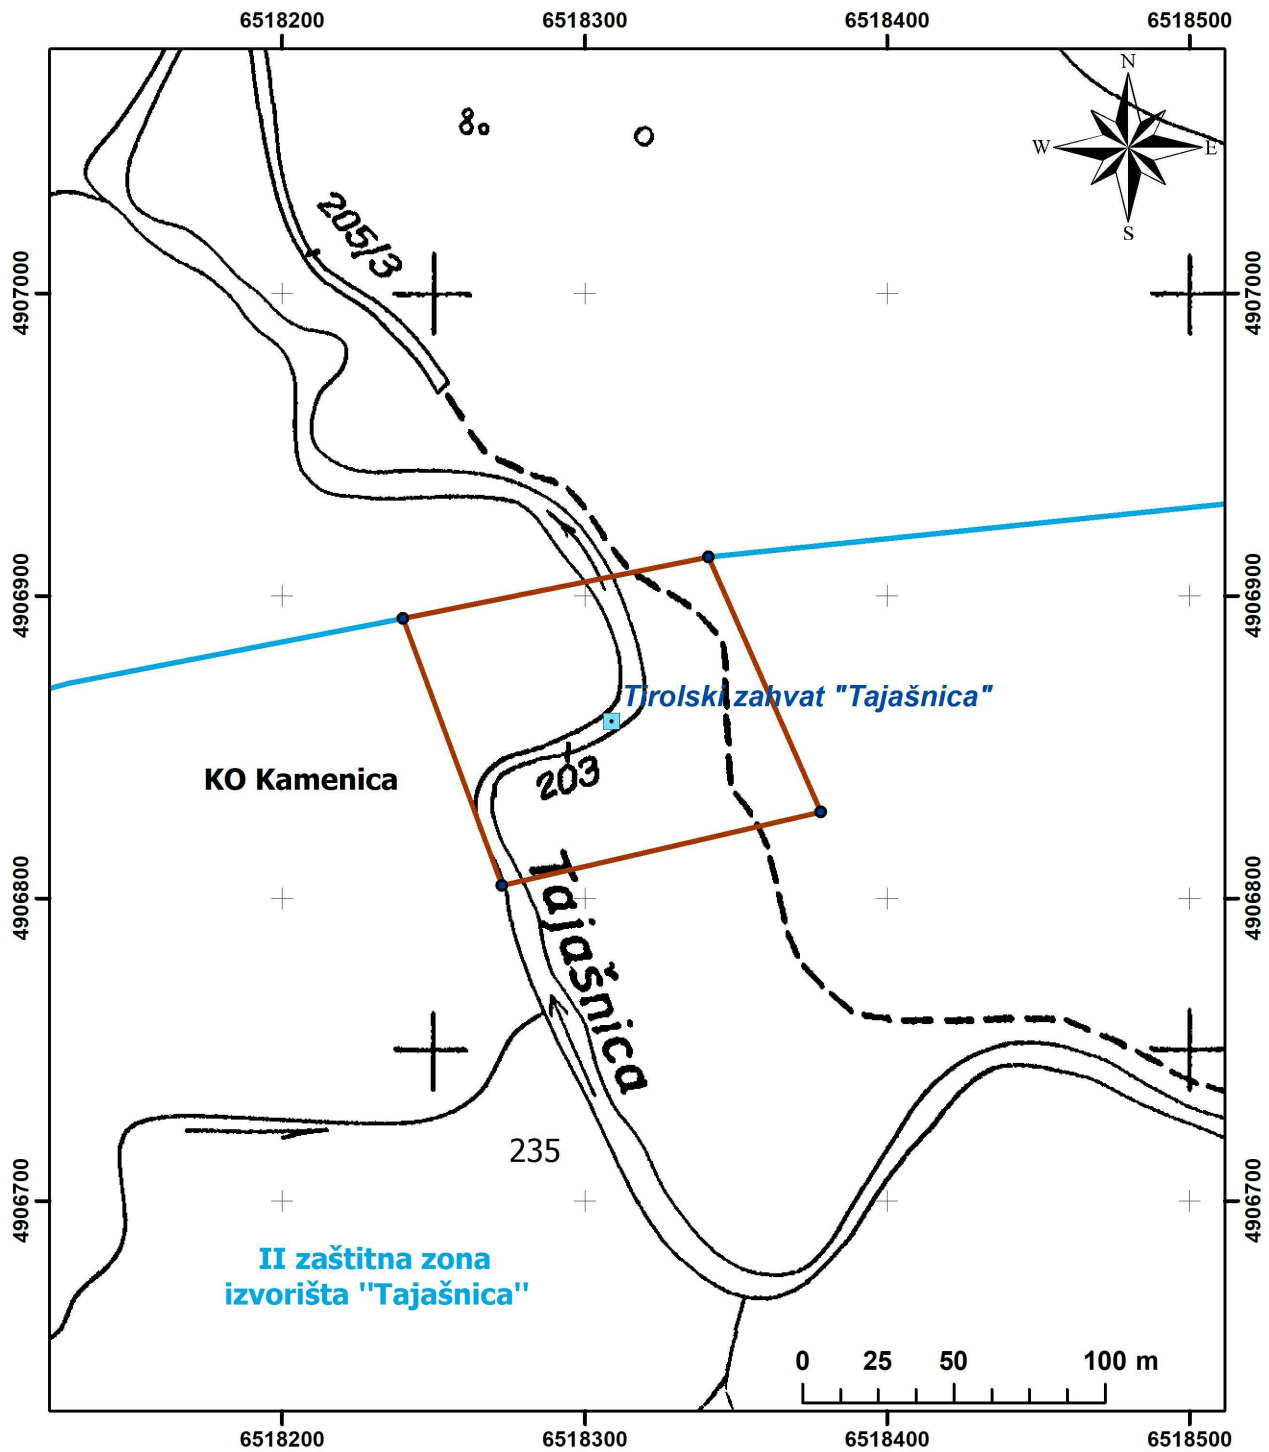 6518200 6518300 6518400 6518500
N
W E
S
205/3
4907000 4907000
4906900 4906900
Tirolski zahvat "Tajašnica"
KO Kamenica
203
4906800 4906800
Tajašnica
235
4906700 4906700
II zaštitna zona
izvorišta "Tajašnica"
0 25 50 100 m
6518200 6518300 6518400 6518500